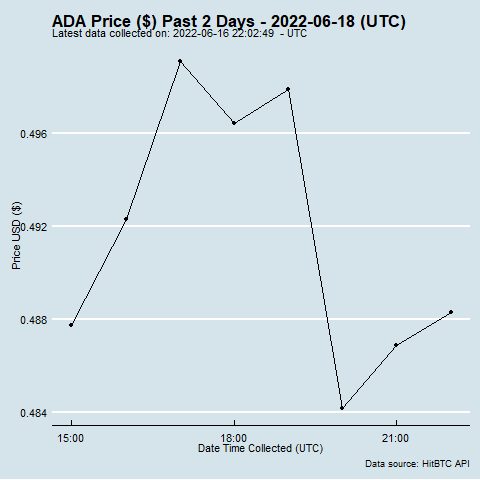 ADA Price ($) Past 2 Days - 2022-06-18 (UTC)
Latest data collected on: 2022-06-16 22:02:49 - UTC
Price USD ($)
0.496
0.492
0.488
0.484
15:00 18:00 21:00
Date Time Collected (UTC)
Data source: HitBTC API